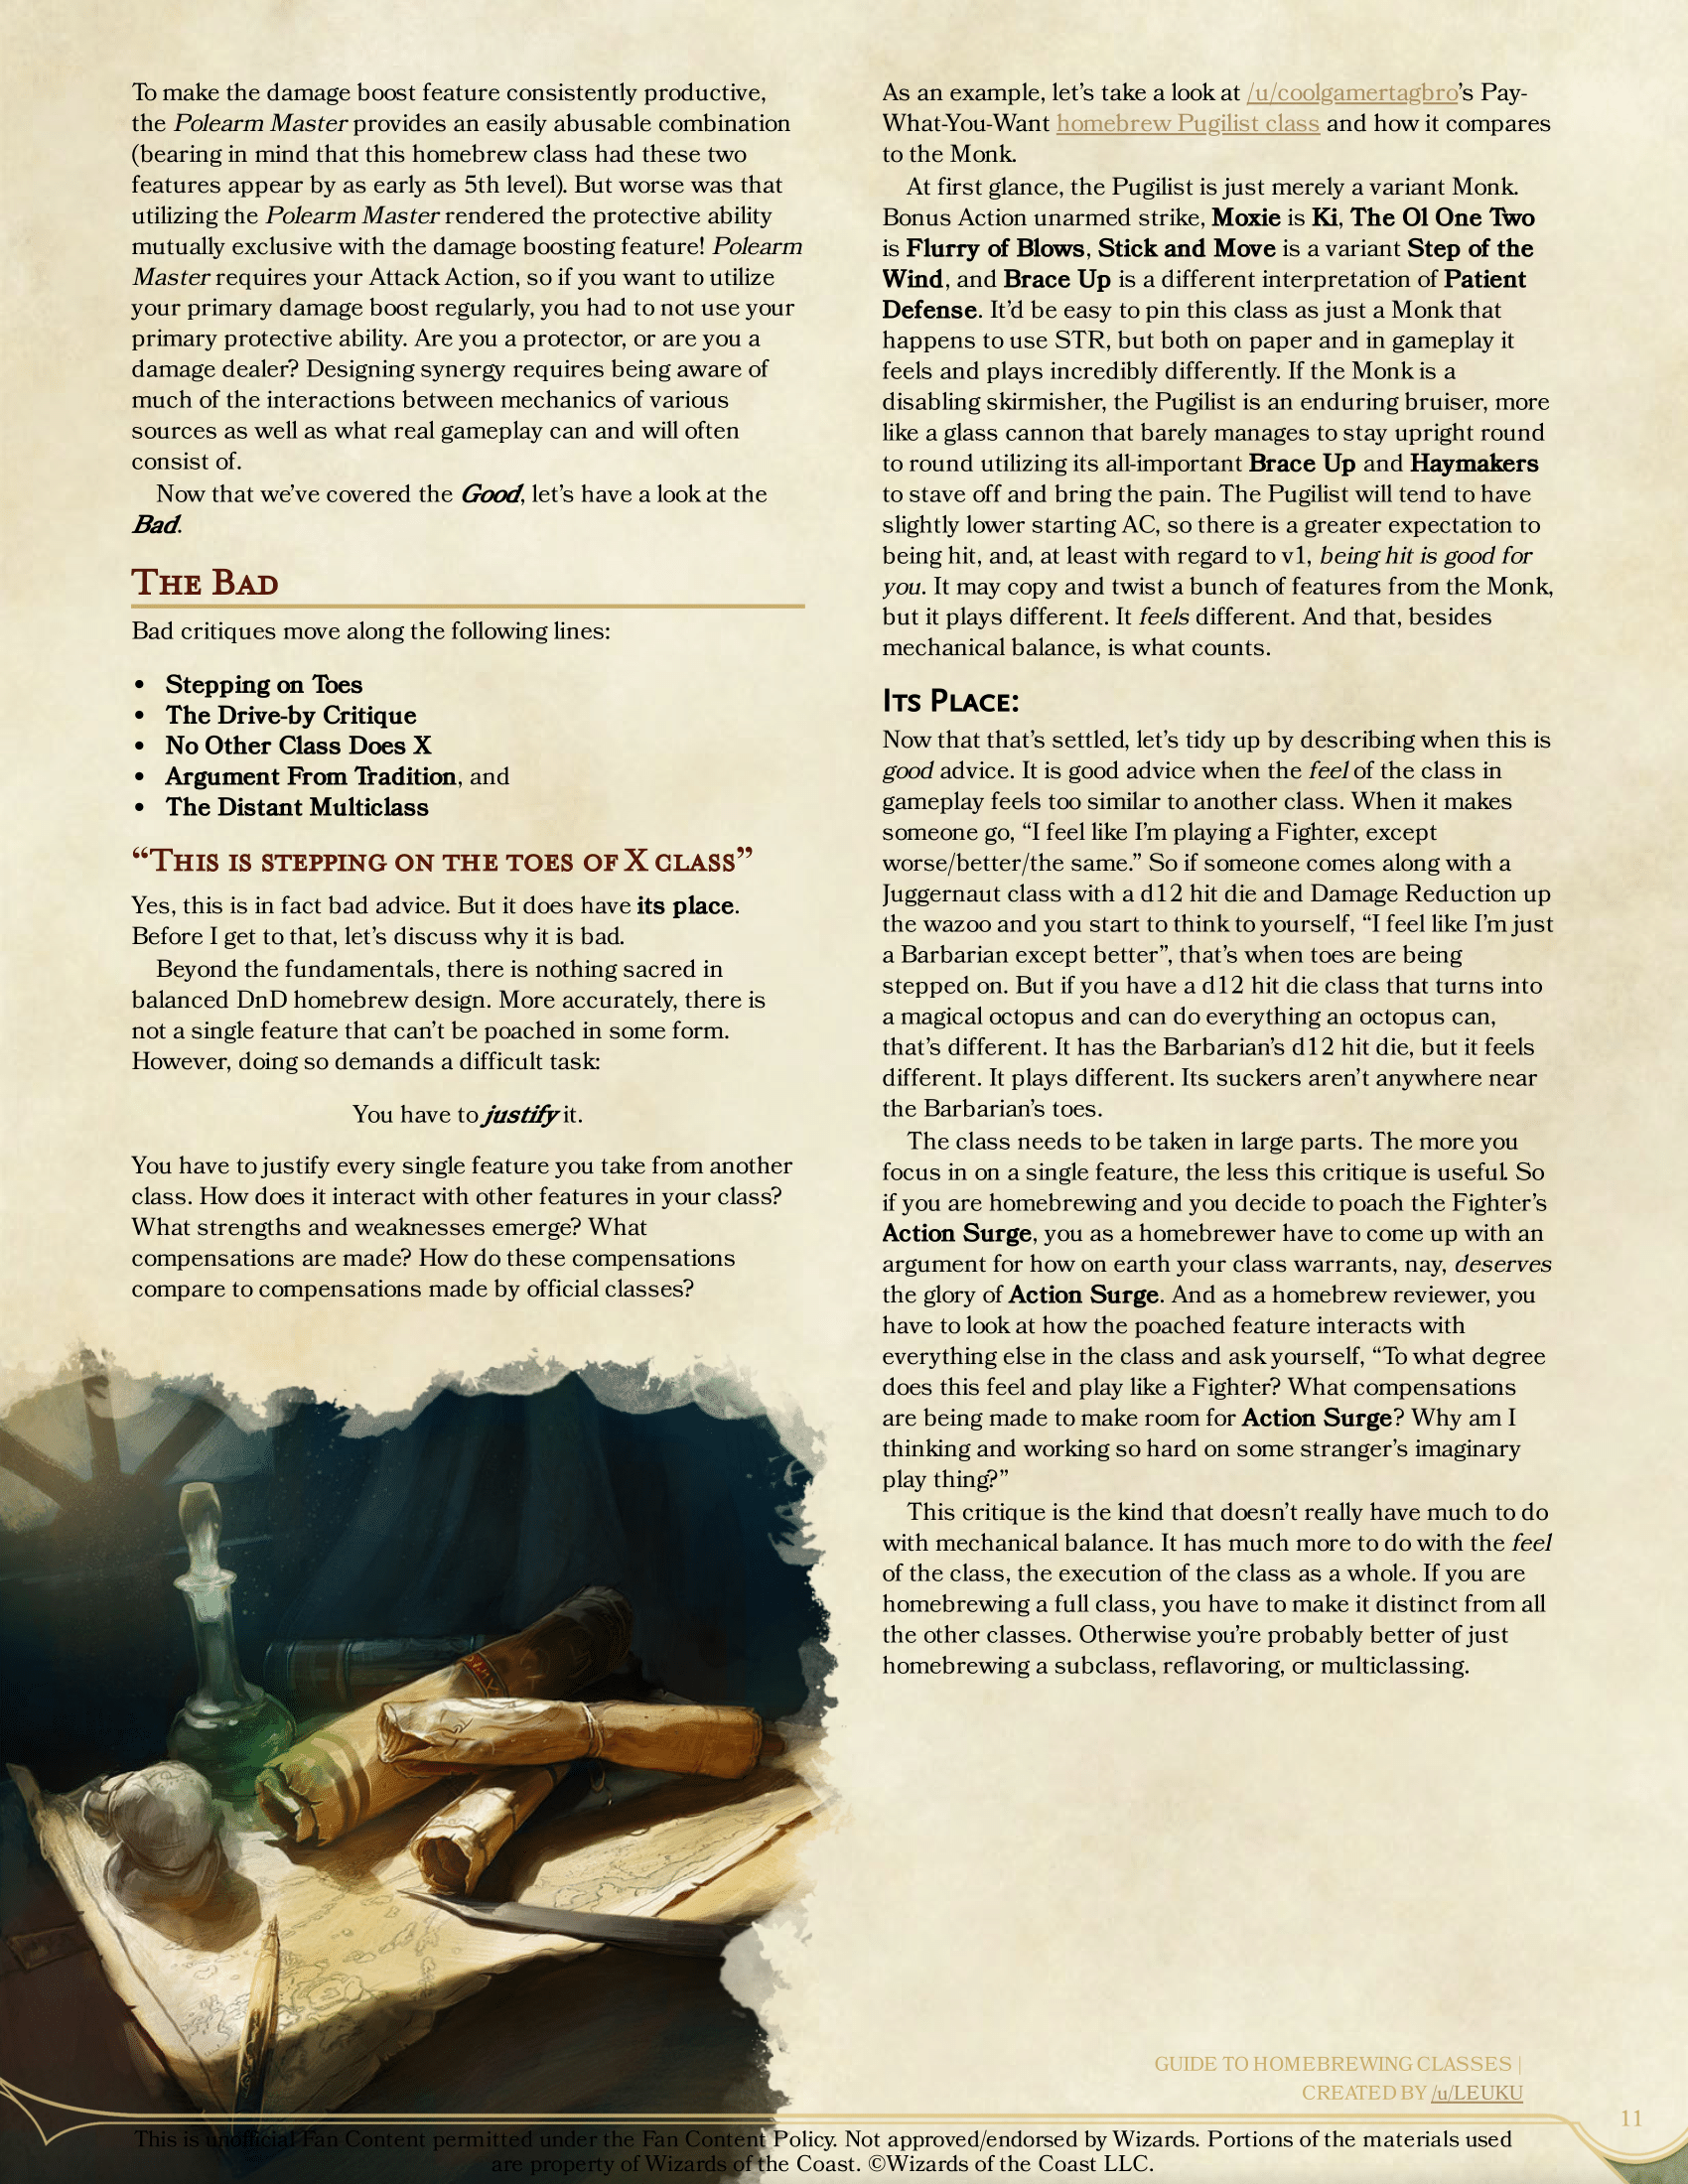 To make the damage boost feature consistently productive,
the Polearm Master provides an easily abusable combination
(bearing in mind that this homebrew class had these two
features appear by as early as 5th level). But worse was that
utilizing the Polearm Master rendered the protective ability
mutually exclusive with the damage boosting feature! Polearm
Master requires your Attack Action, so if you want to utilize
your primary damage boost regularly, you had to not use your
primary protective ability. Are you a protector, or are you a
damage dealer? Designing synergy requires being aware of
much of the interactions between mechanics of various
sources as well as what real gameplay can and will often
consist of.
Now that we’ve covered the Good, let’s have a look at the
Bad.
The Bad
Bad critiques move along the following lines:
• Stepping on Toes
• The Drive-by Critique
• No Other Class Does X
• Argument From Tradition, and
• The Distant Multiclass
“This is stepping on the toes of X class”
Yes, this is in fact bad advice. But it does have its place.
Before I get to that, let’s discuss why it is bad.
Beyond the fundamentals, there is nothing sacred in
balanced DnD homebrew design. More accurately, there is
not a single feature that can’t be poached in some form.
However, doing so demands a difficult task:
You have to justify it.
You have to justify every single feature you take from another
class. How does it interact with other features in your class?
What strengths and weaknesses emerge? What
compensations are made? How do these compensations
compare to compensations made by official classes?
As an example, let’s take a look at /u/coolgamertagbro’s Pay-
What-You-Want homebrew Pugilist class and how it compares
to the Monk.
At first glance, the Pugilist is just merely a variant Monk.
Bonus Action unarmed strike, Moxie is Ki, The Ol One Two
is Flurry of Blows, Stick and Move is a variant Step of the
Wind, and Brace Up is a different interpretation of Patient
Defense. It’d be easy to pin this class as just a Monk that
happens to use STR, but both on paper and in gameplay it
feels and plays incredibly differently. If the Monk is a
disabling skirmisher, the Pugilist is an enduring bruiser, more
like a glass cannon that barely manages to stay upright round
to round utilizing its all-important Brace Up and Haymakers
to stave off and bring the pain. The Pugilist will tend to have
slightly lower starting AC, so there is a greater expectation to
being hit, and, at least with regard to v1, being hit is good for
you. It may copy and twist a bunch of features from the Monk,
but it plays different. It feels different. And that, besides
mechanical balance, is what counts.
Its Place:
Now that that’s settled, let’s tidy up by describing when this is
good advice. It is good advice when the feel of the class in
gameplay feels too similar to another class. When it makes
someone go, “I feel like I’m playing a Fighter, except
worse/better/the same.” So if someone comes along with a
Juggernaut class with a d12 hit die and Damage Reduction up
the wazoo and you start to think to yourself, “I feel like I’m just
a Barbarian except better”, that’s when toes are being
stepped on. But if you have a d12 hit die class that turns into
a magical octopus and can do everything an octopus can,
that’s different. It has the Barbarian’s d12 hit die, but it feels
different. It plays different. Its suckers aren’t anywhere near
the Barbarian’s toes.
The class needs to be taken in large parts. The more you
focus in on a single feature, the less this critique is useful. So
if you are homebrewing and you decide to poach the Fighter’s
Action Surge, you as a homebrewer have to come up with an
argument for how on earth your class warrants, nay, deserves
the glory of Action Surge. And as a homebrew reviewer, you
have to look at how the poached feature interacts with
everything else in the class and ask yourself, “To what degree
does this feel and play like a Fighter? What compensations
are being made to make room for Action Surge? Why am I
thinking and working so hard on some stranger’s imaginary
play thing?”
This critique is the kind that doesn’t really have much to do
with mechanical balance. It has much more to do with the feel
of the class, the execution of the class as a whole. If you are
homebrewing a full class, you have to make it distinct from all
the other classes. Otherwise you’re probably better of just
homebrewing a subclass, reflavoring, or multiclassing.
GUIDE TO HOMEBREWING CLASSES |
CREATED BY /u/LEUKU
11
This is unofficial Fan Content permitted under the Fan Content Policy. Not approved/endorsed by Wizards. Portions of the materials used
are property of Wizards of the Coast. ©Wizards of the Coast LLC.